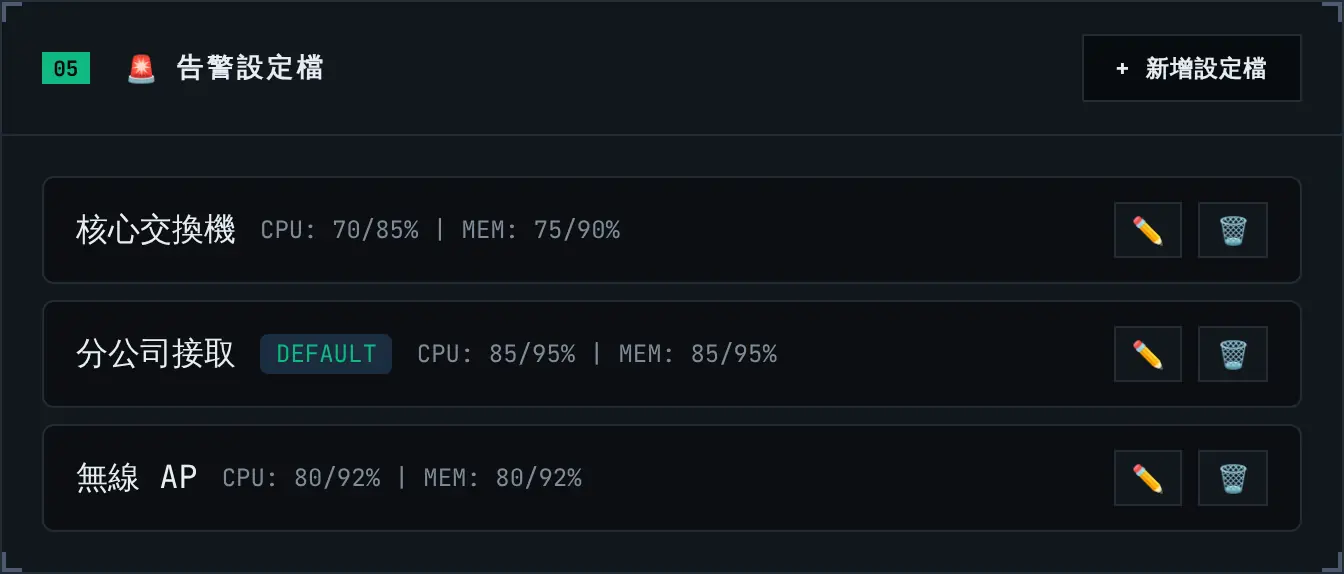 05 🚨 告警設定檔 + 新增設定檔
核心交換機 CPU: 70/85% | MEM: 75/90%
分公司接取 DEFAULT CPU: 85/95% | MEM: 85/95%
無線 AP CPU: 80/92% | MEM: 80/92%